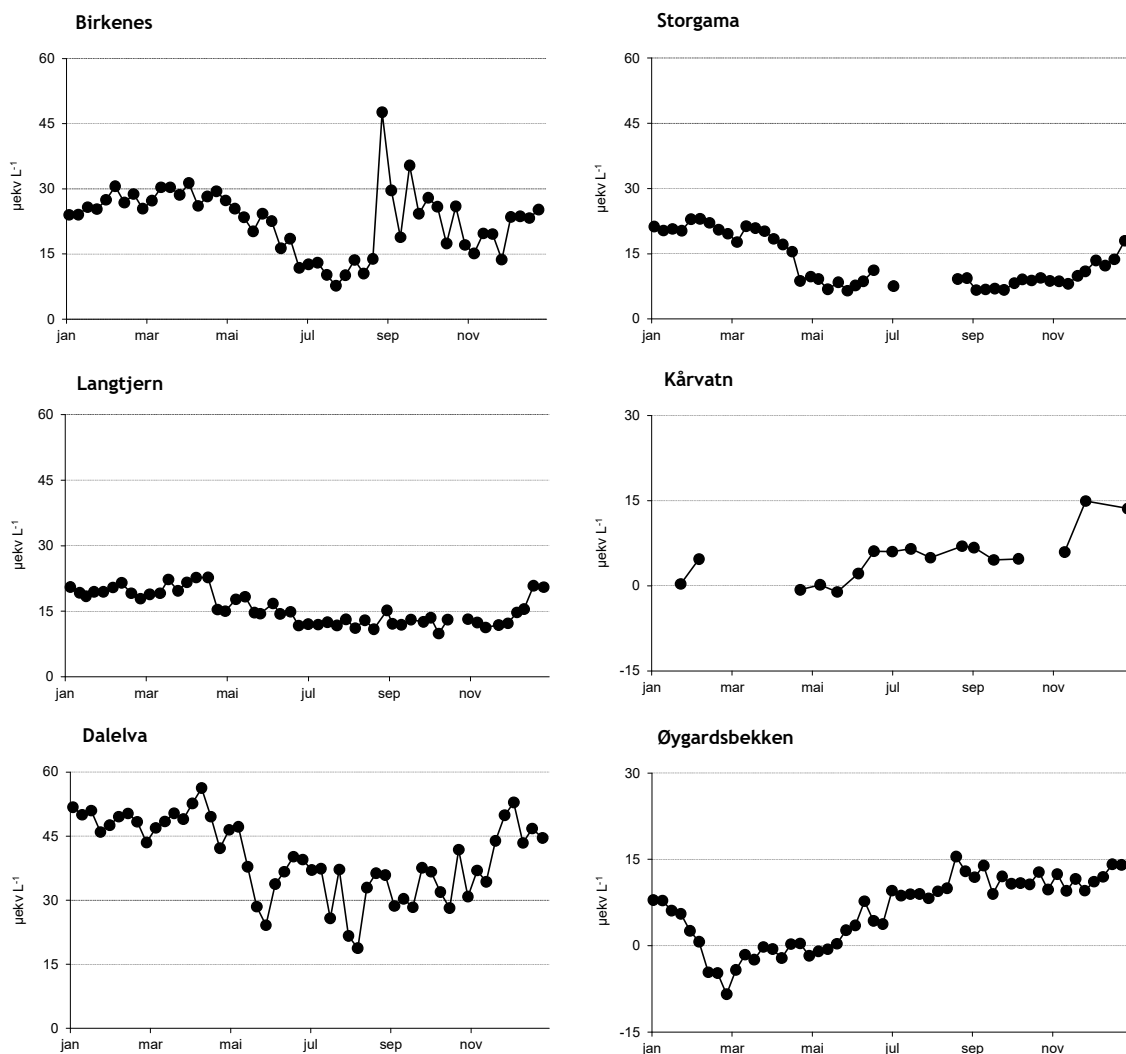 Birkenes
60
45
30
15
0
µekv L-1
jan mar mai jul sep nov
Storgama
60
45
30
15
0
jan mar mai jul sep nov
Langtjern
60
45
30
15
0
µekv L-1
jan mar mai jul sep nov
Kårvatn
30
15
0
-15
µekv L-1
jan mar mai jul sep nov
Dalelva
60
45
30
15
0
µekv L-1
jan mar mai jul sep nov
Øygardsbekken
30
15
0
-15
µekv L-1
jan mar mai jul sep nov
µekv L-1